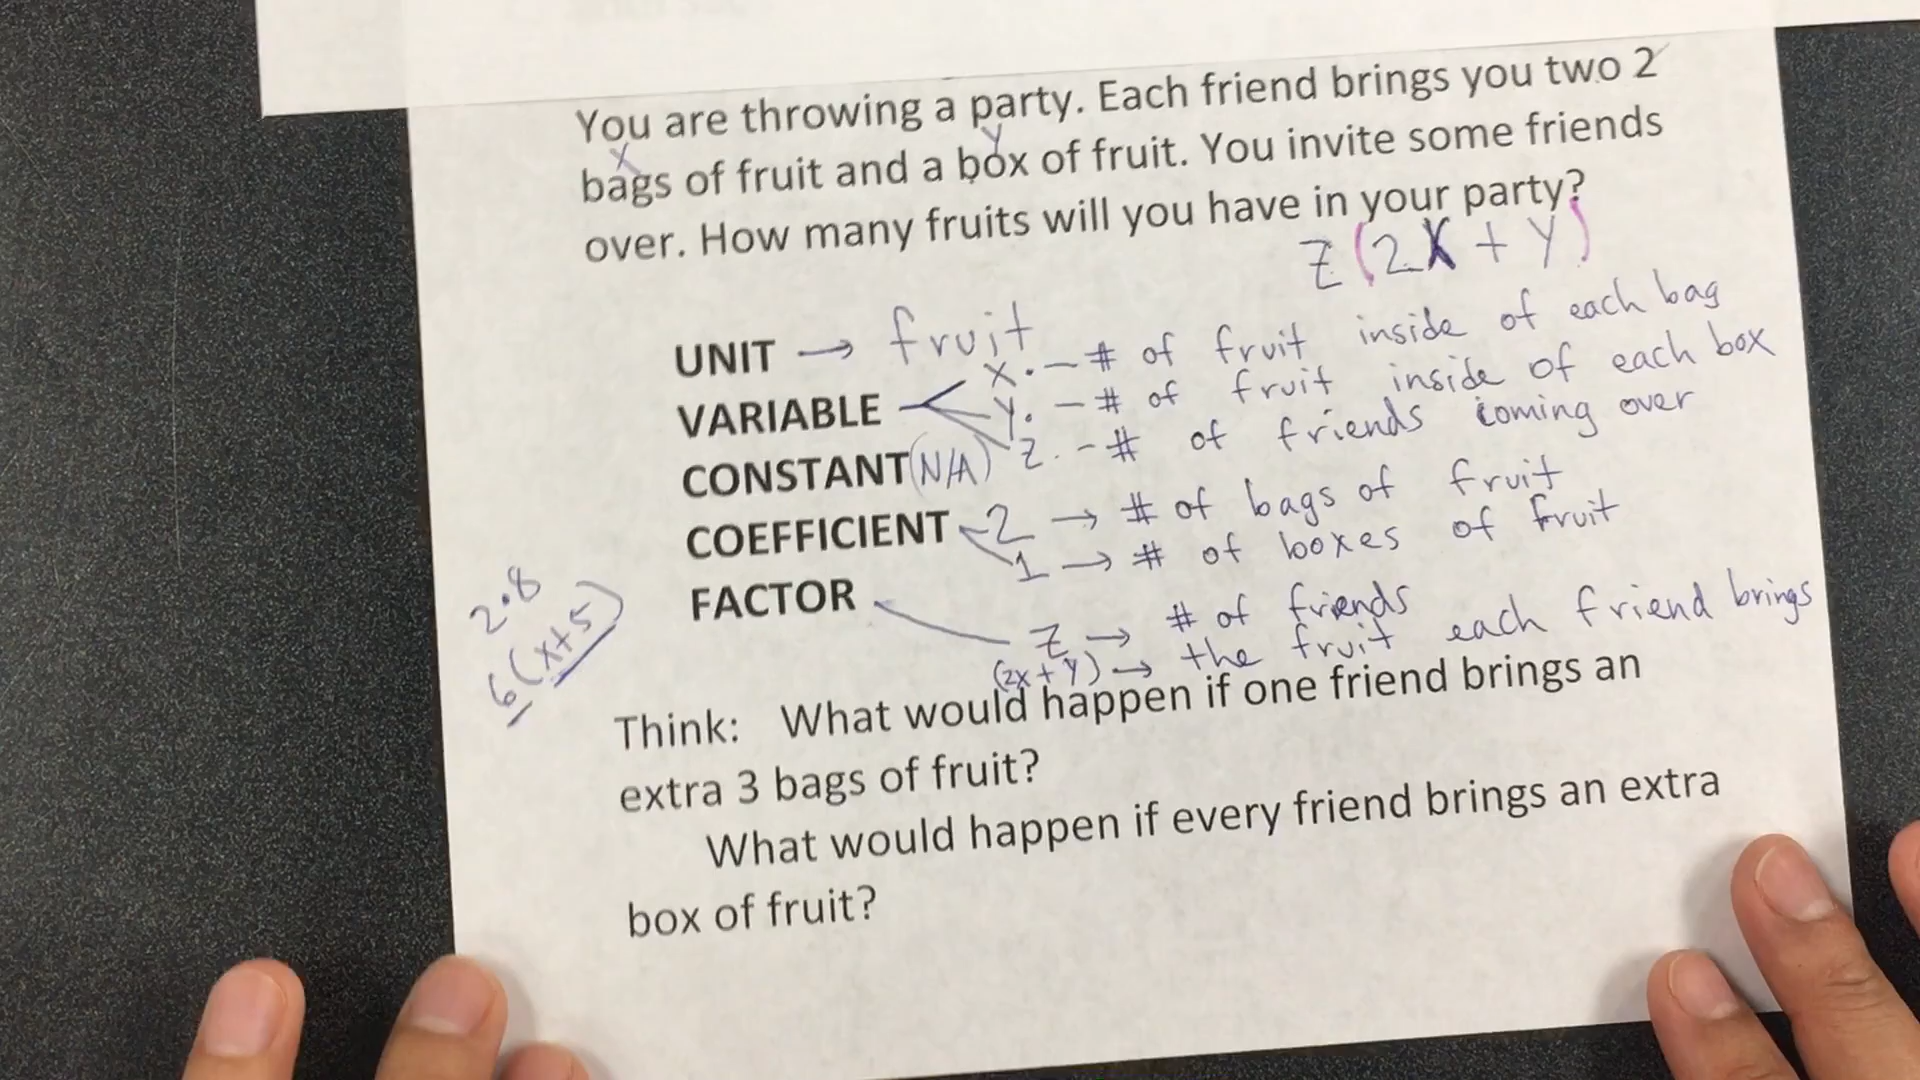 You are throwing a party. Each friend brings you two 2
x y
bags of fruit and a box of fruit. You invite some friends
over. How many fruits will you have in your party?
z (2x + y)
UNIT → fruit
VARIABLE x. - # of fruit inside of each bag
y. - # of fruit inside of each box
z. - # of friends coming over
CONSTANT (N/A)
COEFFICIENT 2 → # of bags of fruit
1 → # of boxes of fruit
FACTOR
z → # of friends
(2x + y) → the fruit each friend brings
2·8
6(x+5)
Think: What would happen if one friend brings an
extra 3 bags of fruit?
What would happen if every friend brings an extra
box of fruit?